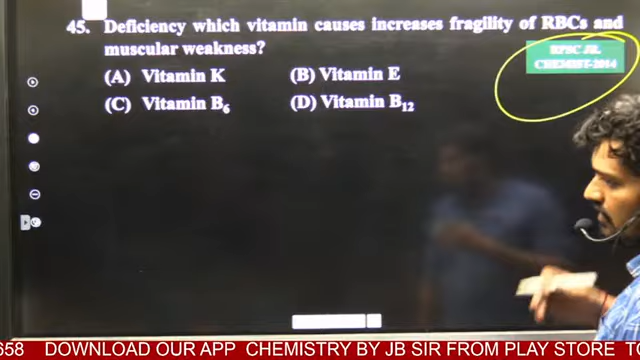 45. Deficiency which vitamin causes increases fragility of RBCs and
muscular weakness?
RPSC JR.
CHEMIST-2014
(A) Vitamin K (B) Vitamin E
(C) Vitamin B6 (D) Vitamin B12
658 DOWNLOAD OUR APP CHEMISTRY BY JB SIR FROM PLAY STORE T